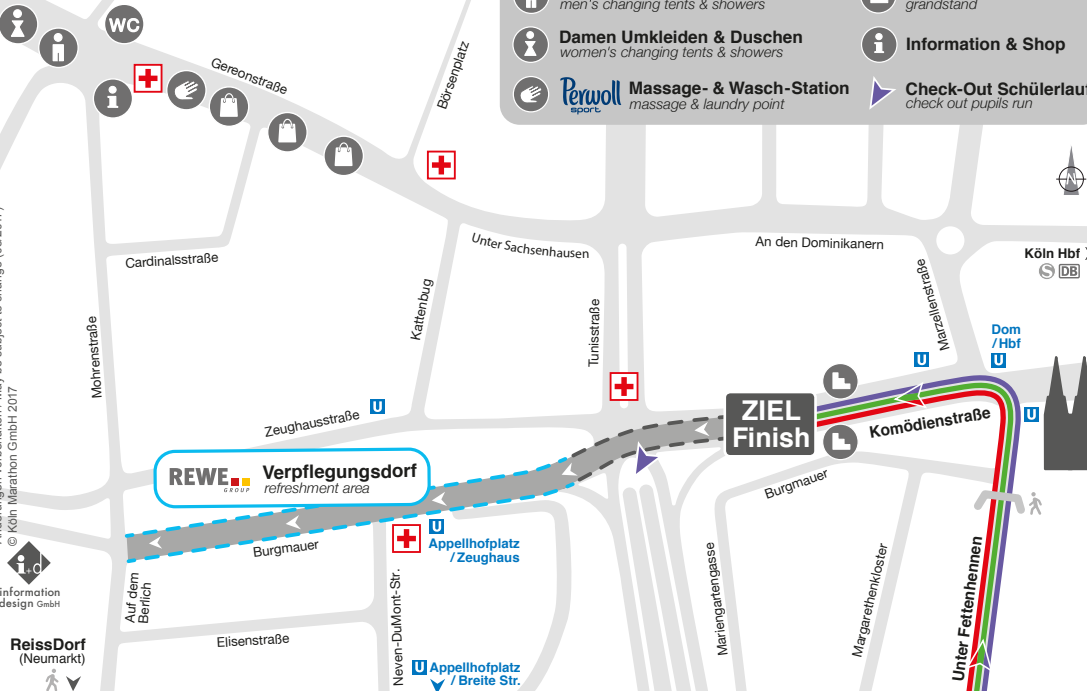 men's changing tents & showers
grandstand
WC
Damen Umkleiden & Duschen
women's changing tents & showers
i
Information & Shop
Perwoll
sport
Massage- & Wasch-Station
massage & laundry point
Check-Out Schülerlauf
check out pupils run
Gereonstraße
Börsenplatz
i
N
Unter Sachsenhausen
An den Dominikanern
Köln Hbf
S DB
Cardinalsstraße
Kattenbug
Tunisstraße
Marzellenstraße
Mohrenstraße
Dom
/Hbf
U
U
U
U
Zeughausstraße
ZIEL
Finish
Komödienstraße
REWE
GROUP
Verpflegungsdorf
refreshment area
Burgmauer
Burgmauer
U
Appellhofplatz
/Zeughaus
© Köln Marathon GmbH 2017
i+d
information
design GmbH
Auf dem
Berlich
Neven-DuMont-Str.
Mariengartengasse
Margarethenkloster
Unter Fettenhennen
Elisenstraße
ReissDorf
(Neumarkt)
U Appellhofplatz
/ Breite Str.